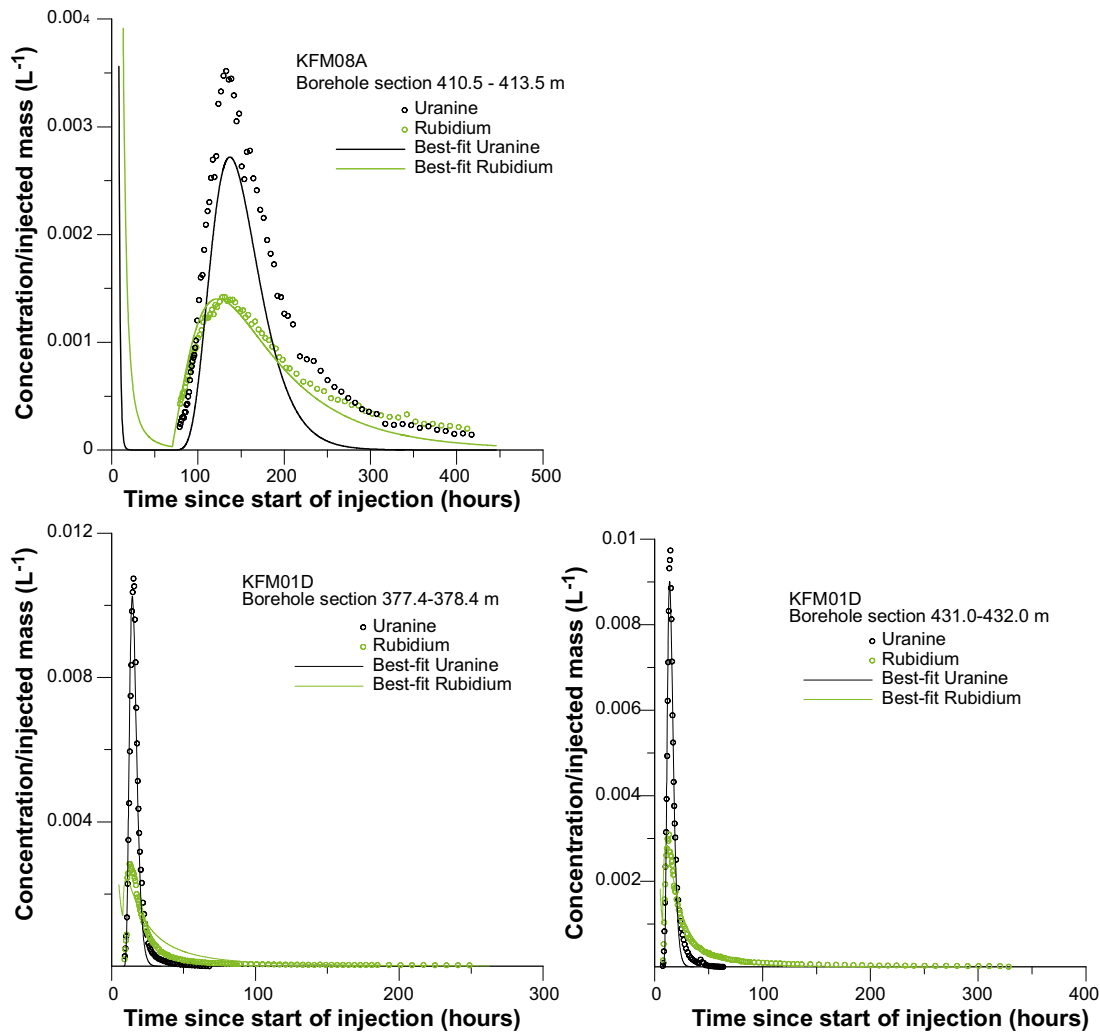 0.004
0.003
0.002
0.001
0
Concentration/injected mass (L-1)
KFM08A
Borehole section 410.5 - 413.5 m
Uranine
Rubidium
Best-fit Uranine
Best-fit Rubidium
0 100 200 300 400 500
Time since start of injection (hours)
0.012
0.008
0.004
Concentration/injected mass (L-1)
KFM01D
Borehole section 377.4-378.4 m
Uranine
Rubidium
Best-fit Uranine
Best-fit Rubidium
0 100 200 300
Time since start of injection (hours)
0.01
0.008
0.006
0.004
0.002
Concentration/injected mass (L-1)
KFM01D
Borehole section 431.0-432.0 m
Uranine
Rubidium
Best-fit Uranine
Best-fit Rubidium
0 100 200 300 400
Time since start of injection (hours)